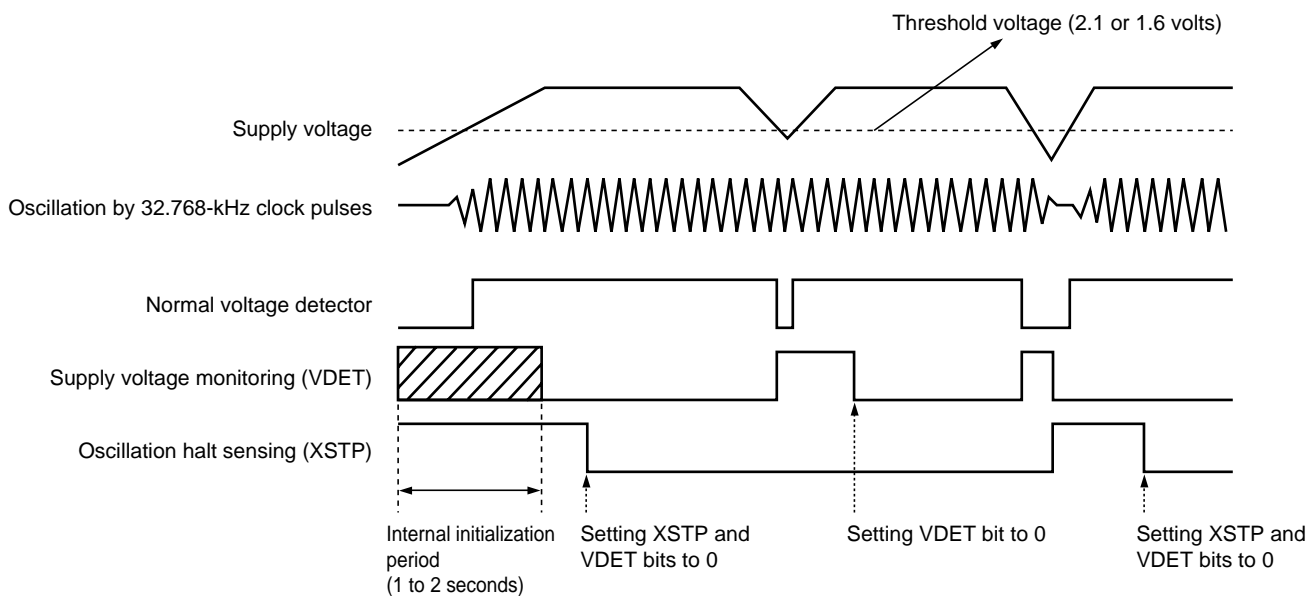 Threshold voltage (2.1 or 1.6 volts)
Supply voltage
Oscillation by 32.768-kHz clock pulses
Normal voltage detector
Supply voltage monitoring (VDET)
Oscillation halt sensing (XSTP)
Internal initialization
period
(1 to 2 seconds)
Setting XSTP and
VDET bits to 0
Setting VDET bit to 0
Setting XSTP and
VDET bits to 0